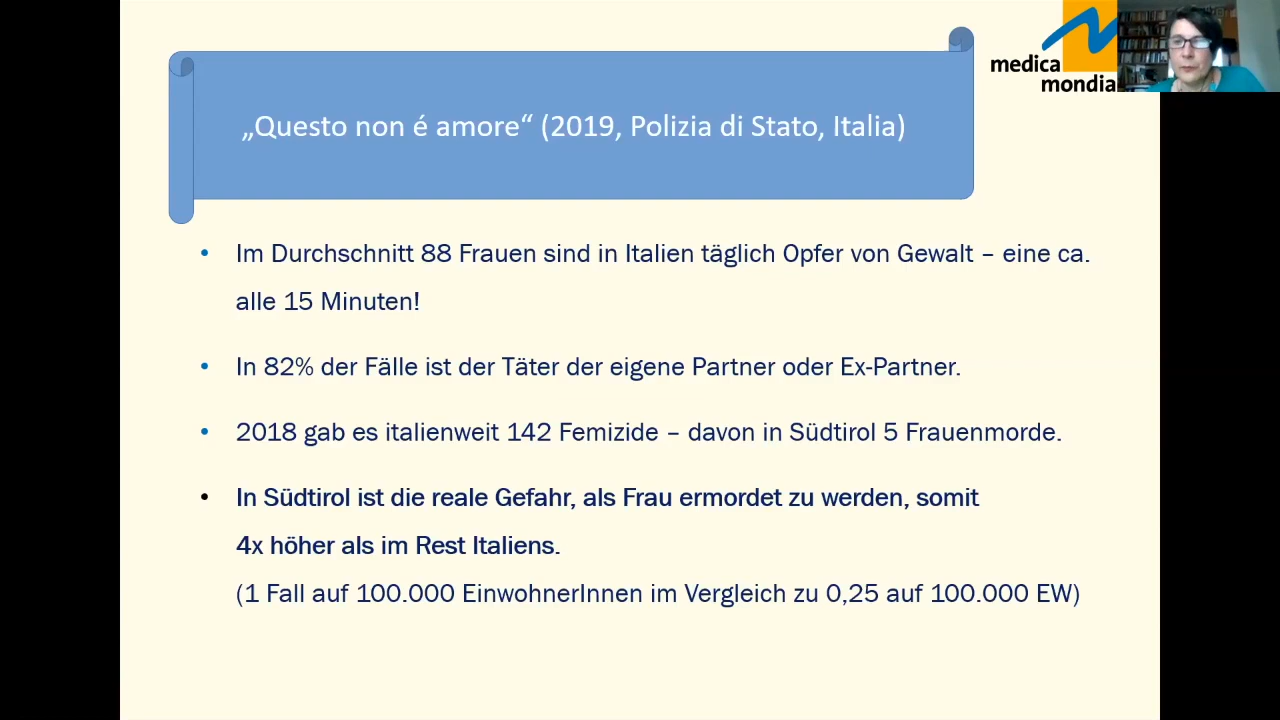 medica
mondia
„Questo non é amore“ (2019, Polizia di Stato, Italia)
• Im Durchschnitt 88 Frauen sind in Italien täglich Opfer von Gewalt – eine ca.
alle 15 Minuten!
• In 82% der Fälle ist der Täter der eigene Partner oder Ex-Partner.
• 2018 gab es italienweit 142 Femizide – davon in Südtirol 5 Frauenmorde.
• In Südtirol ist die reale Gefahr, als Frau ermordet zu werden, somit
4x höher als im Rest Italiens.
(1 Fall auf 100.000 EinwohnerInnen im Vergleich zu 0,25 auf 100.000 EW)